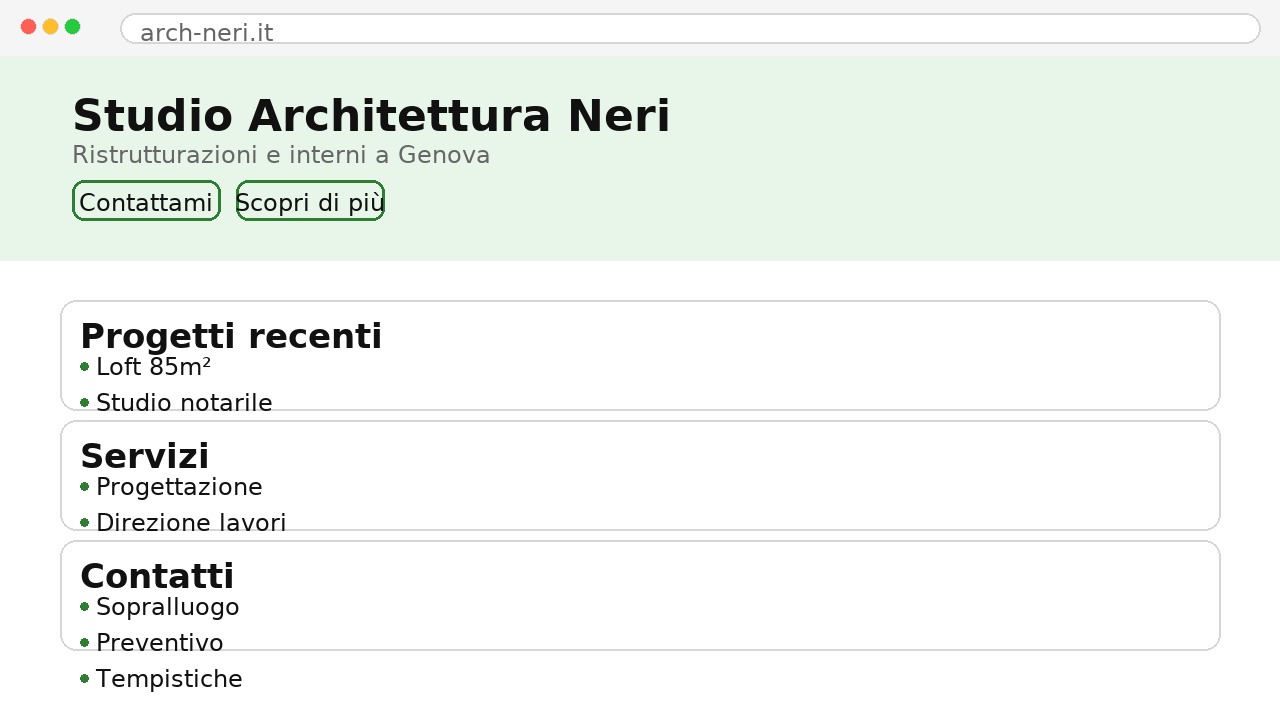 arch-neri.it
Studio Architettura Neri
Ristrutturazioni e interni a Genova
Contattami
Scopri di più
Progetti recenti
Loft 85m²
Studio notarile
Servizi
Progettazione
Direzione lavori
Contatti
Sopralluogo
Preventivo
Tempistiche